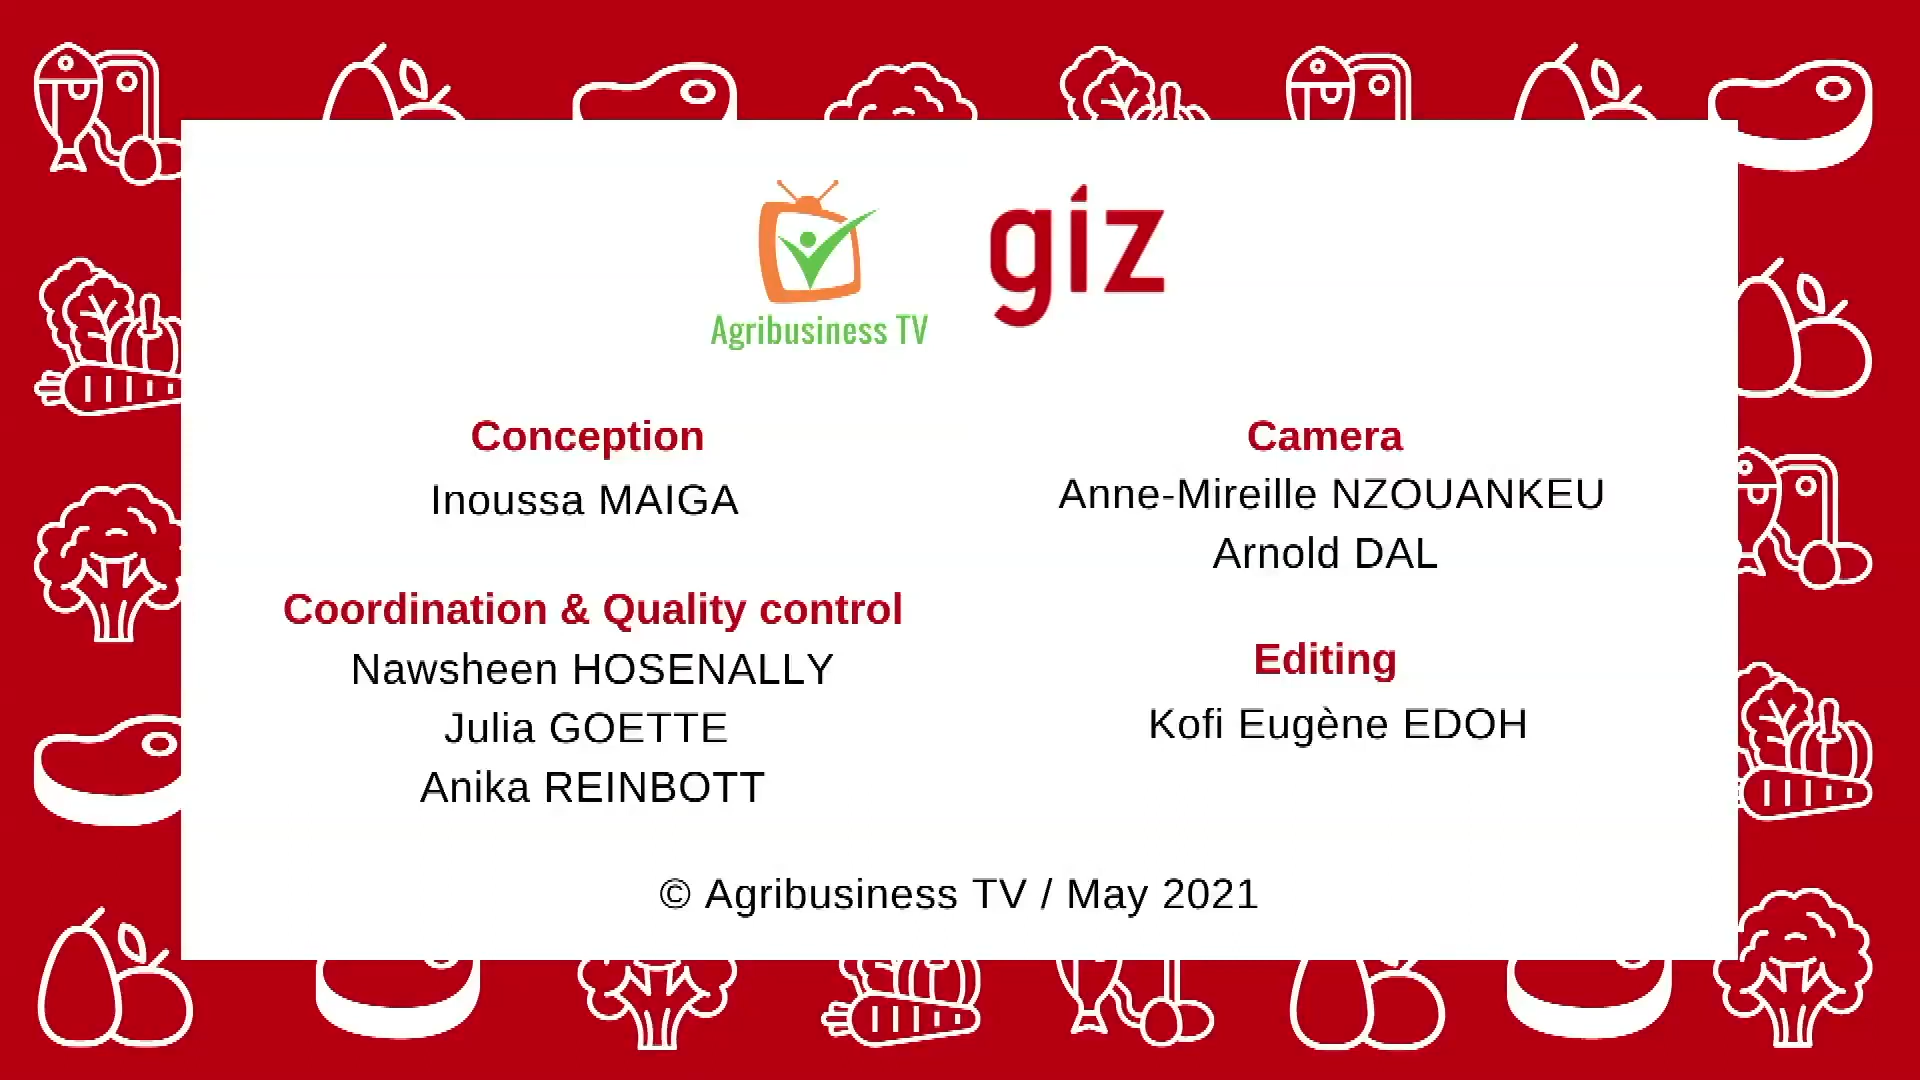 Agribusiness TV
giz
Conception
Inoussa MAIGA
Coordination & Quality control
Nawsheen HOSENALLY
Julia GOETTE
Anika REINBOTT
Camera
Anne-Mireille NZOUANKEU
Arnold DAL
Editing
Kofi Eugène EDOH
© Agribusiness TV / May 2021